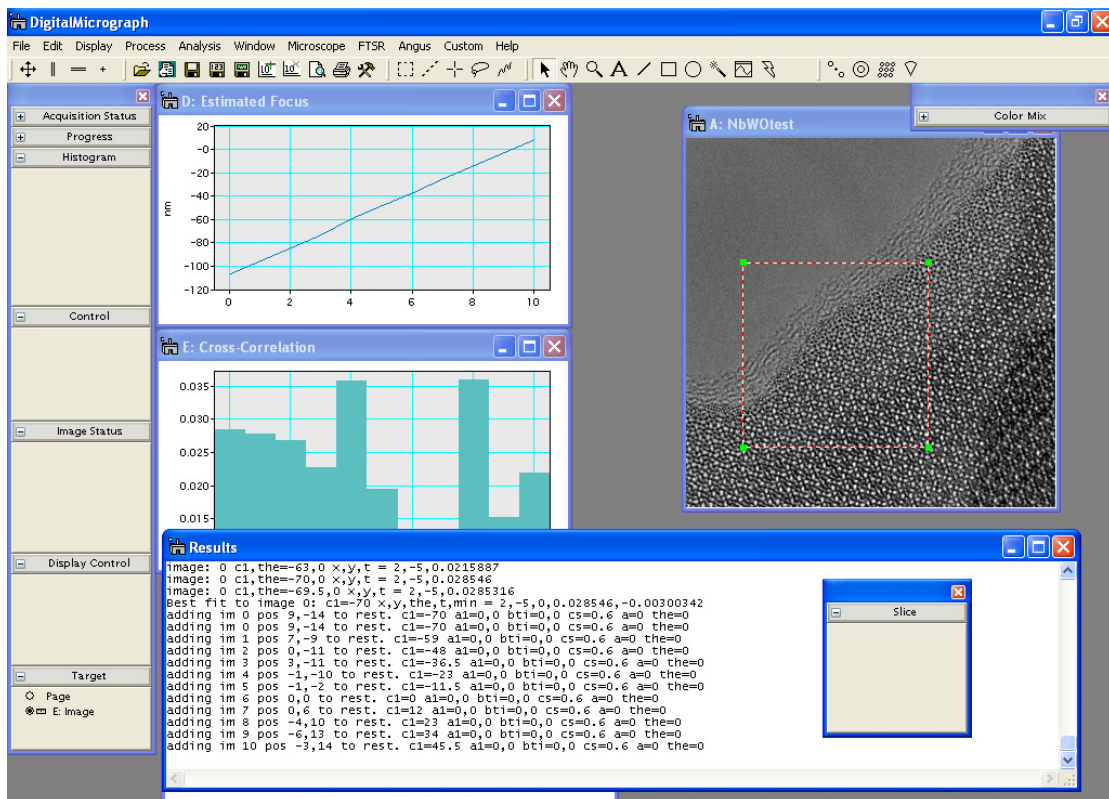 DigitalMicrograph
File Edit Display Process Analysis Window Microscope FTSR Angus Custom Help
Acquisition Status
Progress
Histogram
Control
Image Status
Display Control
Target
Page
E: Image
D: Estimated Focus
20
-0
-20
-40
-60
-80
-100
-120
nm
0 2 4 6 8 10
E: Cross-Correlation
0.035
0.030
0.025
0.020
0.015
A: NbWOtest
Color Mix
Results
image: 0 c1,the=-63,0 x,y,t = 2,-5,0.0215887
image: 0 c1,the=-70,0 x,y,t = 2,-5,0.028546
image: 0 c1,the=-69.5,0 x,y,t = 2,-5,0.0285316
Best fit to image 0: c1=-70 x,y,the,t,min = 2,-5,0,0.028546,-0.00300342
adding im 0 pos 9,-14 to rest. c1=-70 a1=0,0 bti=0,0 cs=0.6 a=0 the=0
adding im 0 pos 9,-14 to rest. c1=-70 a1=0,0 bti=0,0 cs=0.6 a=0 the=0
adding im 1 pos 7,-9 to rest. c1=-59 a1=0,0 bti=0,0 cs=0.6 a=0 the=0
adding im 2 pos 0,-11 to rest. c1=-48 a1=0,0 bti=0,0 cs=0.6 a=0 the=0
adding im 3 pos 3,-11 to rest. c1=-36.5 a1=0,0 bti=0,0 cs=0.6 a=0 the=0
adding im 4 pos -1,-10 to rest. c1=-23 a1=0,0 bti=0,0 cs=0.6 a=0 the=0
adding im 5 pos -1,-2 to rest. c1=-11.5 a1=0,0 bti=0,0 cs=0.6 a=0 the=0
adding im 6 pos 0,0 to rest. c1=0 a1=0,0 bti=0,0 cs=0.6 a=0 the=0
adding im 7 pos 0,6 to rest. c1=12 a1=0,0 bti=0,0 cs=0.6 a=0 the=0
adding im 8 pos -4,10 to rest. c1=23 a1=0,0 bti=0,0 cs=0.6 a=0 the=0
adding im 9 pos -6,13 to rest. c1=34 a1=0,0 bti=0,0 cs=0.6 a=0 the=0
adding im 10 pos -3,14 to rest. c1=45.5 a1=0,0 bti=0,0 cs=0.6 a=0 the=0
Slice